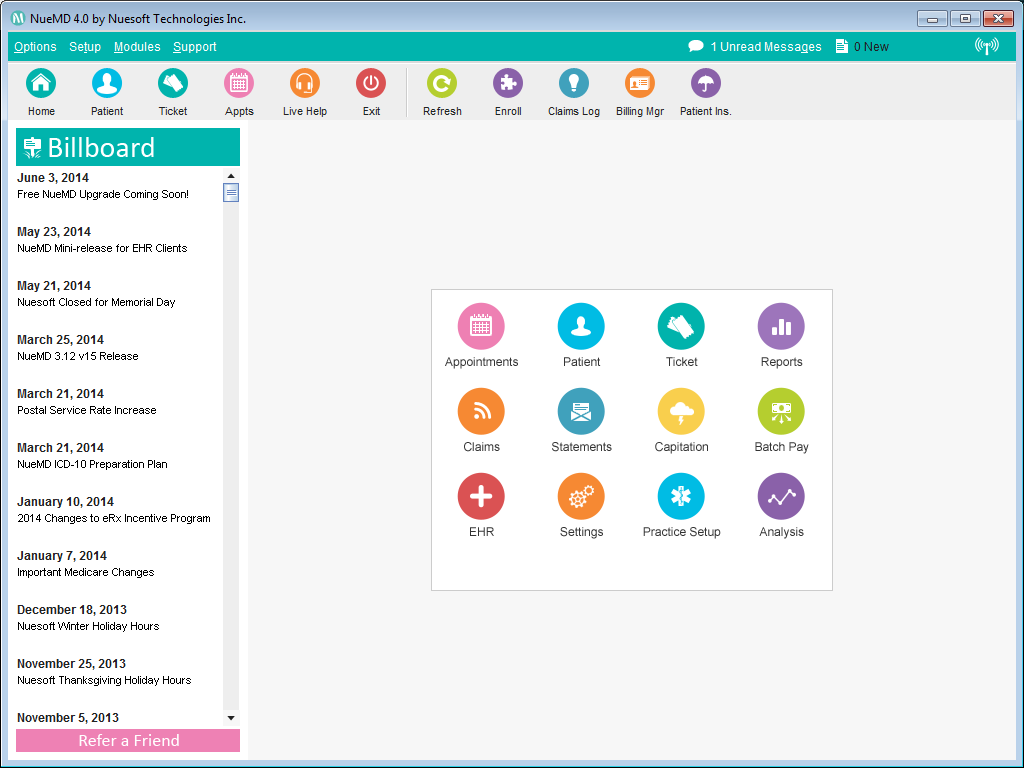 NueMD 4.0 by Nuesoft Technologies Inc.
Options Setup Modules Support 1 Unread Messages 0 New
Home Patient Ticket Appts Live Help Exit Refresh Enroll Claims Log Billing Mgr Patient Ins.
Billboard
June 3, 2014
Free NueMD Upgrade Coming Soon!
May 23, 2014
NueMD Mini-release for EHR Clients
May 21, 2014
Nuesoft Closed for Memorial Day
March 25, 2014
NueMD 3.12 v15 Release
March 21, 2014
Postal Service Rate Increase
March 21, 2014
NueMD ICD-10 Preparation Plan
January 10, 2014
2014 Changes to eRx Incentive Program
January 7, 2014
Important Medicare Changes
December 18, 2013
Nuesoft Winter Holiday Hours
November 25, 2013
Nuesoft Thanksgiving Holiday Hours
November 5, 2013
Refer a Friend
Appointments Patient Ticket Reports
Claims Statements Capitation Batch Pay
EHR Settings Practice Setup Analysis